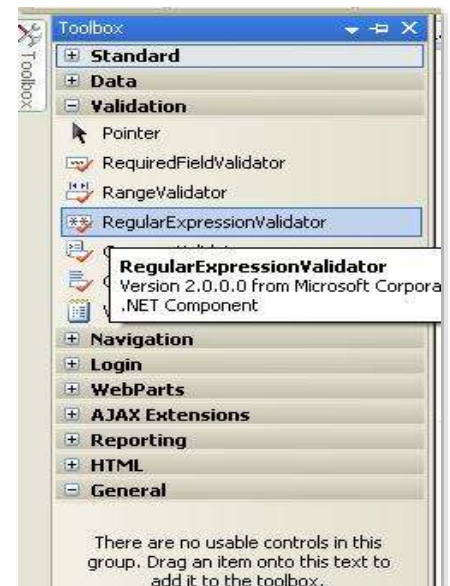 Toolbox
Toolbox
Standard
Data
Validation
Pointer
RequiredFieldValidator
RangeValidator
RegularExpressionValidator
RegularExpressionValidator
Version 2.0.0.0 from Microsoft Corpora
.NET Component
Navigation
Login
WebParts
AJAX Extensions
Reporting
HTML
General
There are no usable controls in this
group. Drag an item onto this text to
add it to the toolbox.